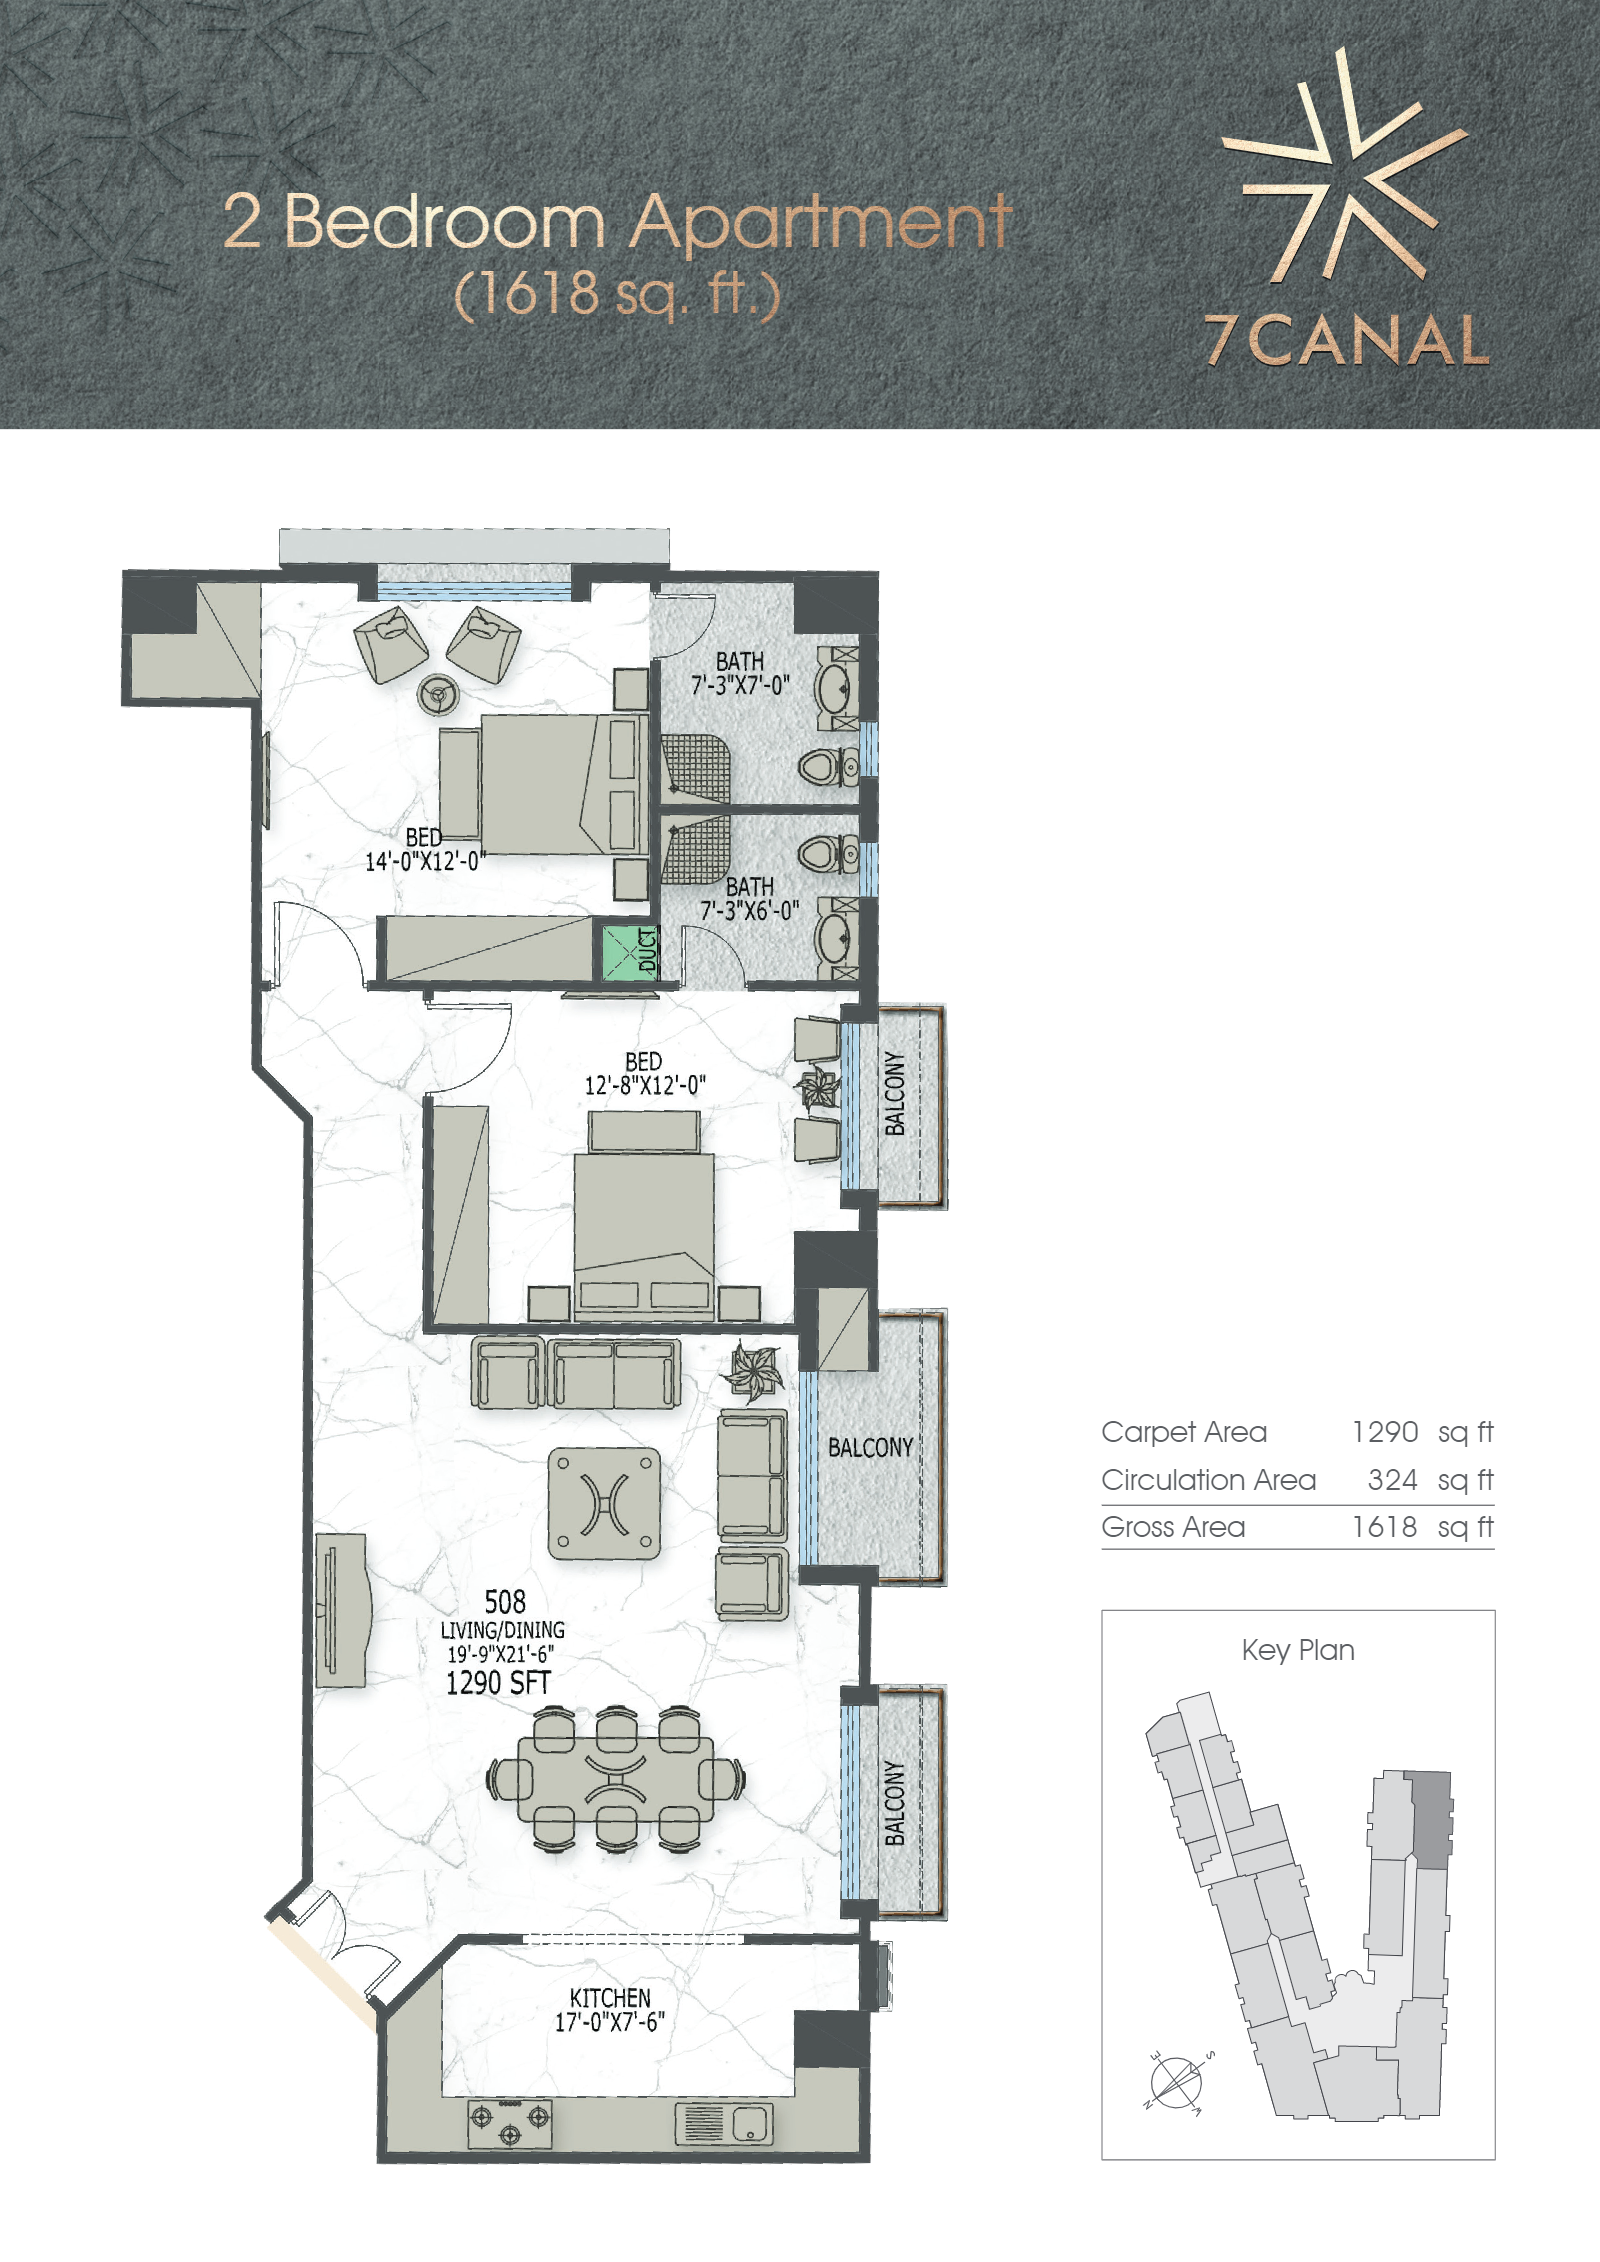 2 Bedroom Apartment
(1618 sq. ft.)
7CANAL
BATH
7'-3"X7'-0"
BED
14'-0"X12'-0"
BATH
7'-3"X6'-0"
DUCT
BED
12'-8"X12'-0"
BALCONY
BALCONY
508
LIVING/DINING
19'-9"X21'-6"
1290 SFT
BALCONY
KITCHEN
17'-0"X7'-6"
Carpet Area 1290 sq ft
Circulation Area 324 sq ft
Gross Area 1618 sq ft
Key Plan
E
S
N
W